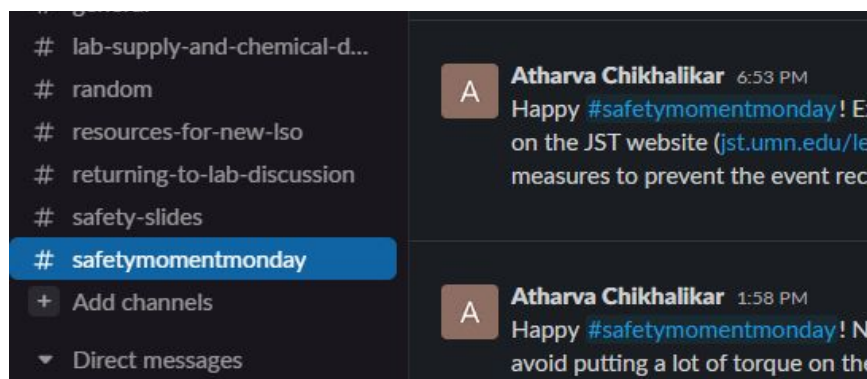 # lab-supply-and-chemical-d...
# random
# resources-for-new-lso
# returning-to-lab-discussion
# safety-slides
# safetymomentmonday
+ Add channels
Direct messages
A
Atharva Chikhalikar 6:53 PM
Happy #safetymomentmonday!
on the JST website (jst.umn.edu/le
measures to prevent the event rec
A
Atharva Chikhalikar 1:58 PM
Happy #safetymomentmonday! N
avoid putting a lot of torque on the